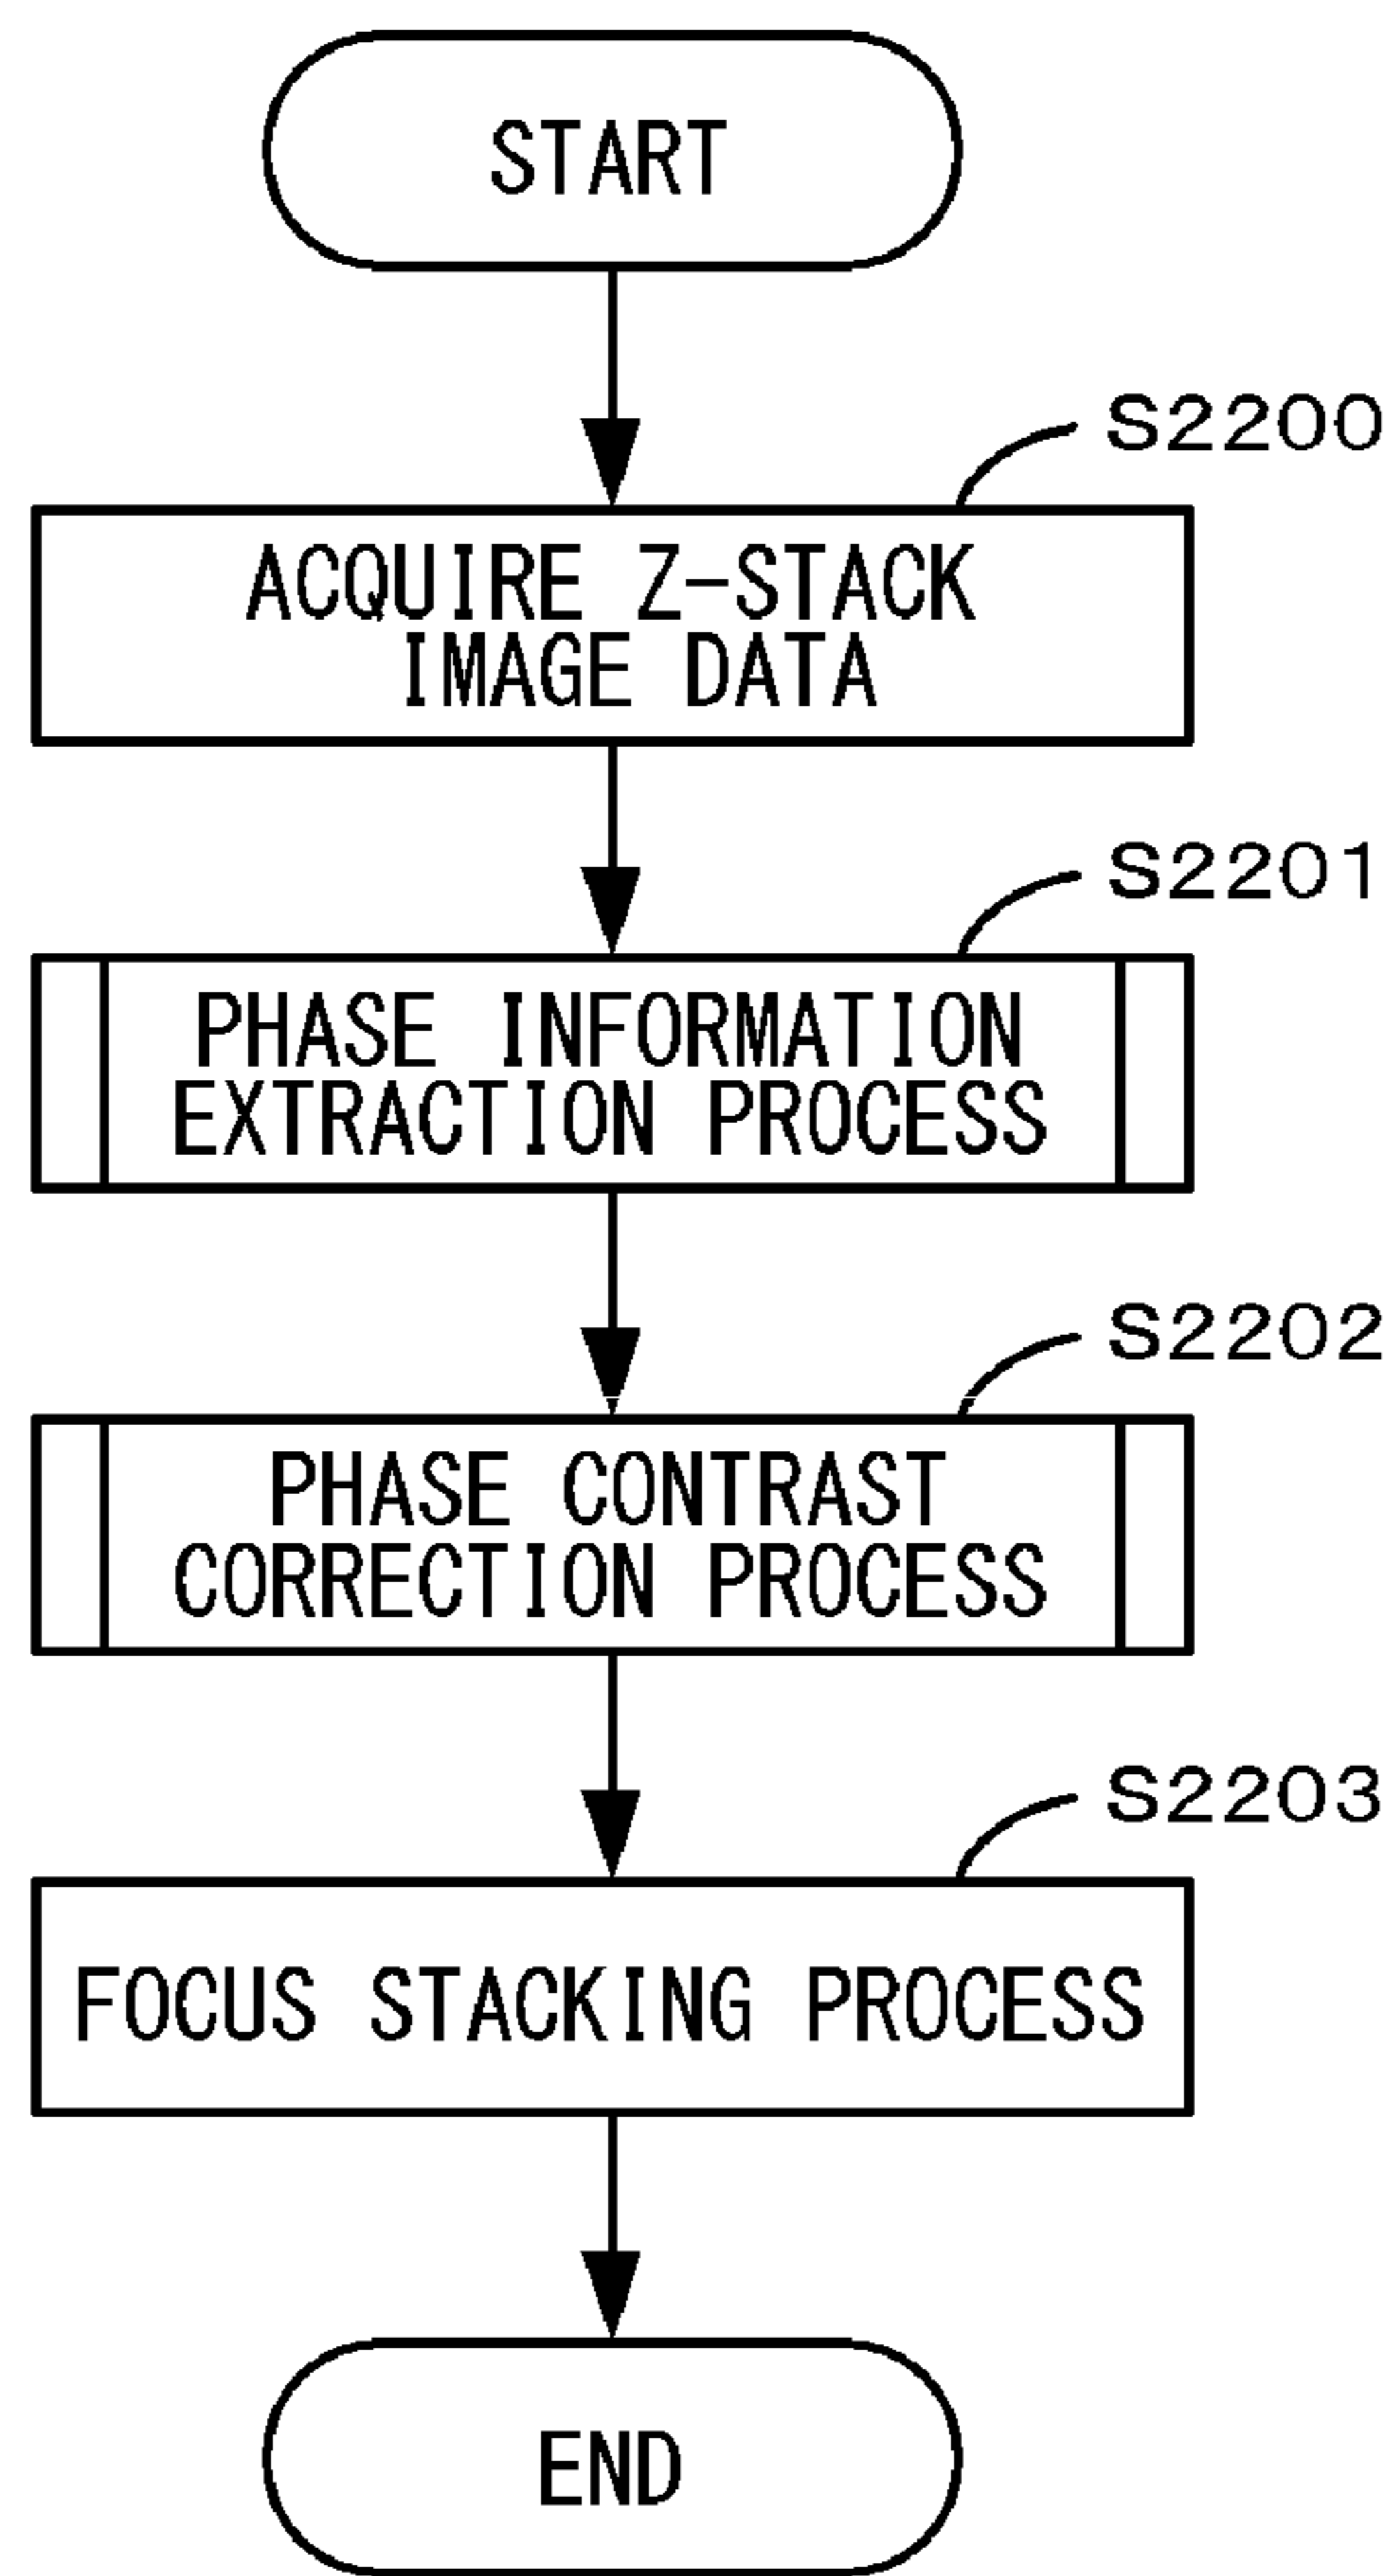 START
S2200
ACQUIRE Z-STACK
IMAGE DATA
S2201
PHASE INFORMATION
EXTRACTION PROCESS
S2202
PHASE CONTRAST
CORRECTION PROCESS
S2203
FOCUS STACKING PROCESS
END